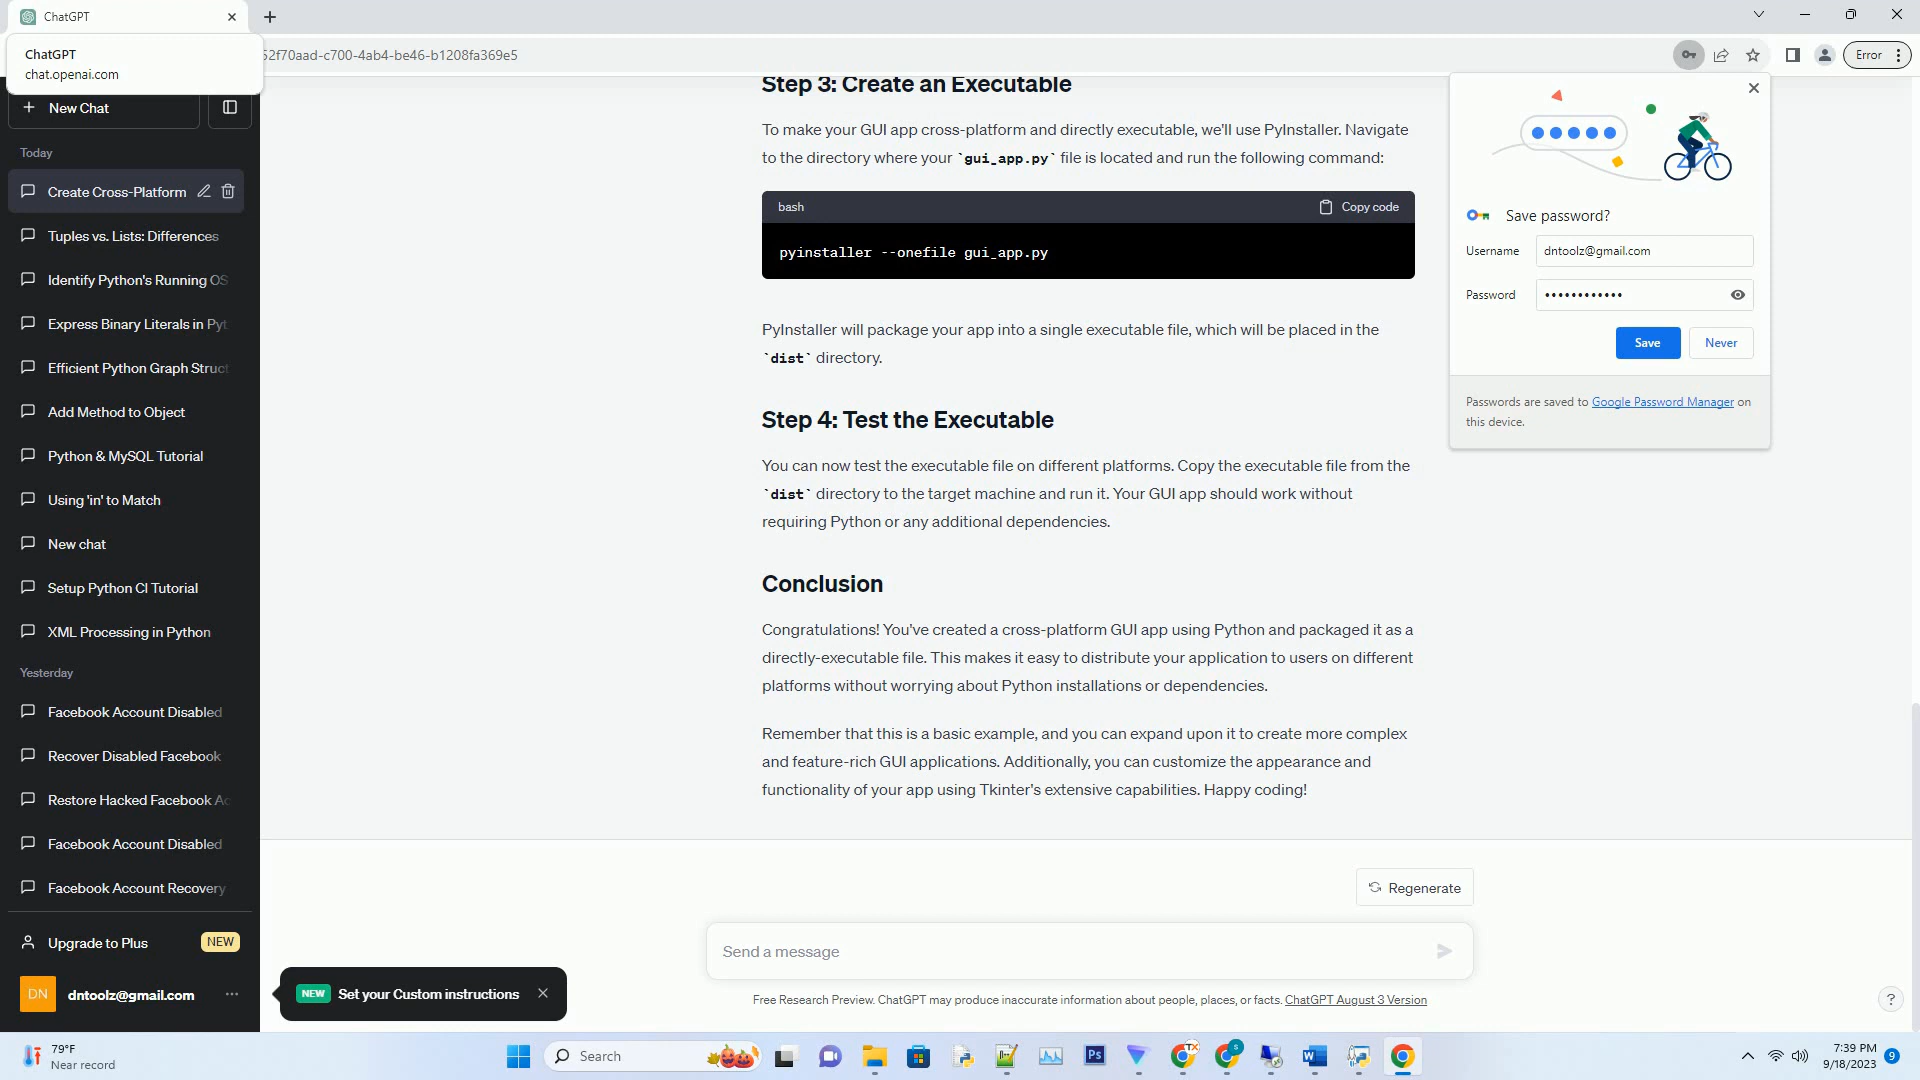 ChatGPT
ChatGPT
chat.openai.com
52f70aad-c700-4ab4-be46-b1208fa369e5
Error
New Chat
Today
Create Cross-Platform
Tuples vs. Lists: Differences
Identify Python's Running OS
Express Binary Literals in Pyt
Efficient Python Graph Struct
Add Method to Object
Python & MySQL Tutorial
Using 'in' to Match
New chat
Setup Python CI Tutorial
XML Processing in Python
Yesterday
Facebook Account Disabled
Recover Disabled Facebook
Restore Hacked Facebook Ac
Facebook Account Disabled
Facebook Account Recovery
Upgrade to Plus
NEW
DN
dntoolz@gmail.com
Step 3: Create an Executable
To make your GUI app cross-platform and directly executable, we'll use PyInstaller. Navigate
to the directory where your `gui_app.py` file is located and run the following command:
bash
Copy code
pyinstaller --onefile gui_app.py
PyInstaller will package your app into a single executable file, which will be placed in the
`dist` directory.
Step 4: Test the Executable
You can now test the executable file on different platforms. Copy the executable file from the
`dist` directory to the target machine and run it. Your GUI app should work without
requiring Python or any additional dependencies.
Conclusion
Congratulations! You've created a cross-platform GUI app using Python and packaged it as a
directly-executable file. This makes it easy to distribute your application to users on different
platforms without worrying about Python installations or dependencies.
Remember that this is a basic example, and you can expand upon it to create more complex
and feature-rich GUI applications. Additionally, you can customize the appearance and
functionality of your app using Tkinter's extensive capabilities. Happy coding!
Save password?
Username
dntoolz@gmail.com
Password
••••••••••••
Save
Never
Passwords are saved to Google Password Manager on
this device.
Regenerate
Send a message
NEW
Set your Custom instructions
Free Research Preview. ChatGPT may produce inaccurate information about people, places, or facts. ChatGPT August 3 Version
?
79°F
Near record
Search
Ps
TX
S
W
7:39 PM
9/18/2023
9